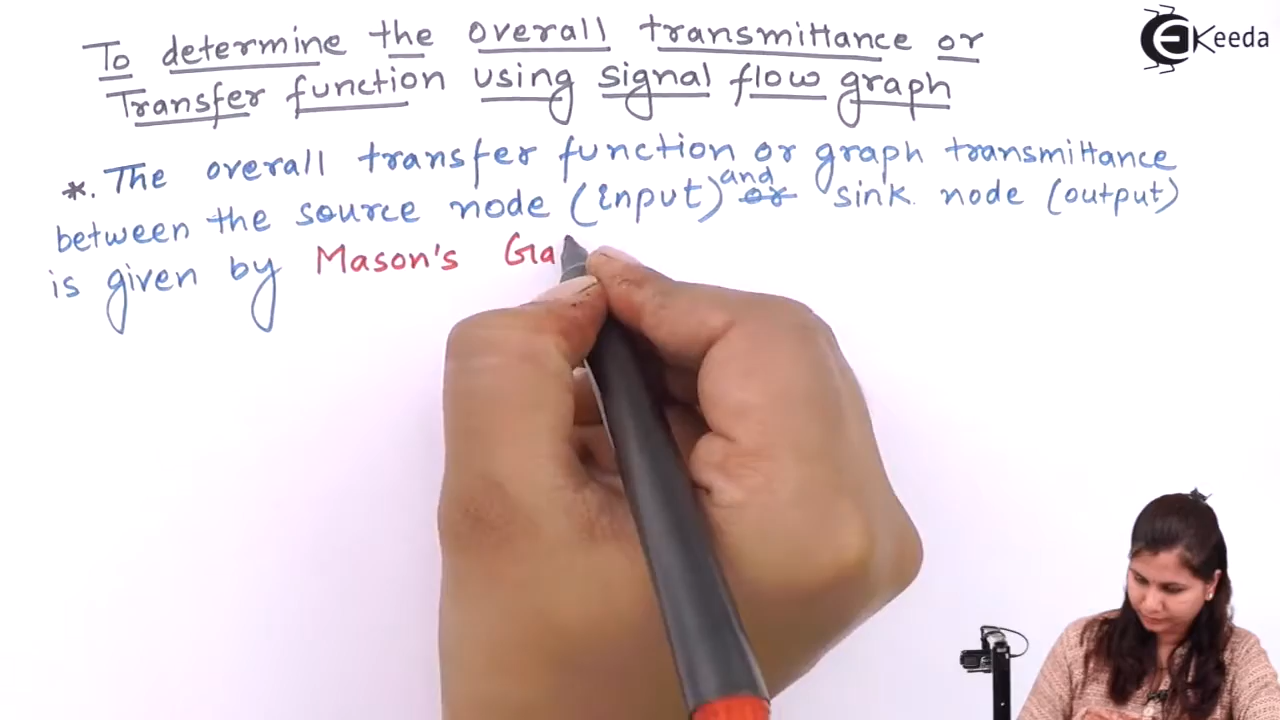 To determine the overall transmittance or
Transfer function using signal flow graph
Ekeeda
*. The overall transfer function or graph transmittance
between the source node (Input) and or sink node (output)
is given by Mason's Ga